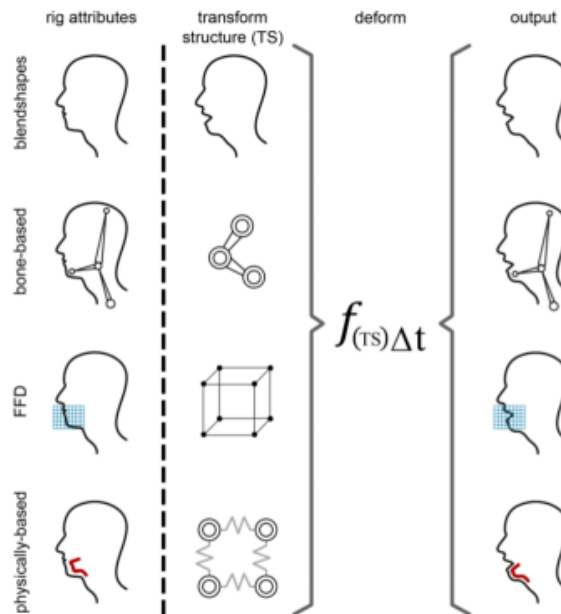 rig attributes
transform
structure (TS)
deform
output
blendshapes
bone-based
f(TS)Δt
FFD
physically-based